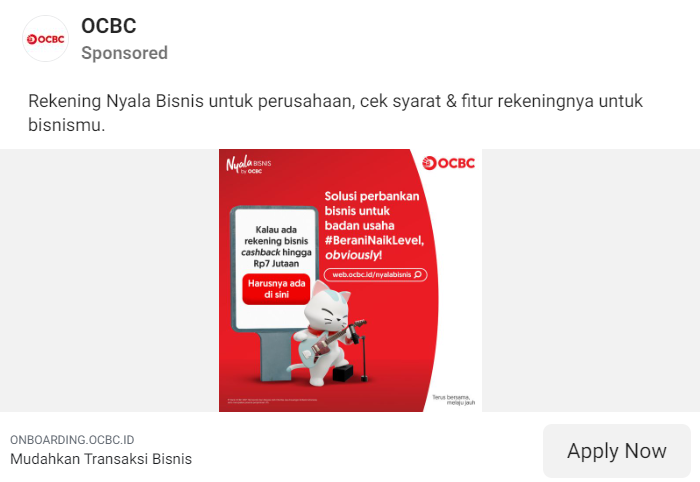 OCBC
OCBC
Sponsored
Rekening Nyala Bisnis untuk perusahaan, cek syarat & fitur rekeningnya untuk
bisnismu.
Nyala BISNIS
by OCBC
OCBC
Solusi perbankan
bisnis untuk
badan usaha
#BeraniNaikLevel,
obviously!
web.ocbc.id/nyalabisnis
Kalau ada
rekening bisnis
cashback hingga
Rp7 Jutaan
Harusnya ada
di sini
Terus bersama,
melaju jauh
ONBOARDING.OCBC.ID
Mudahkan Transaksi Bisnis
Apply Now